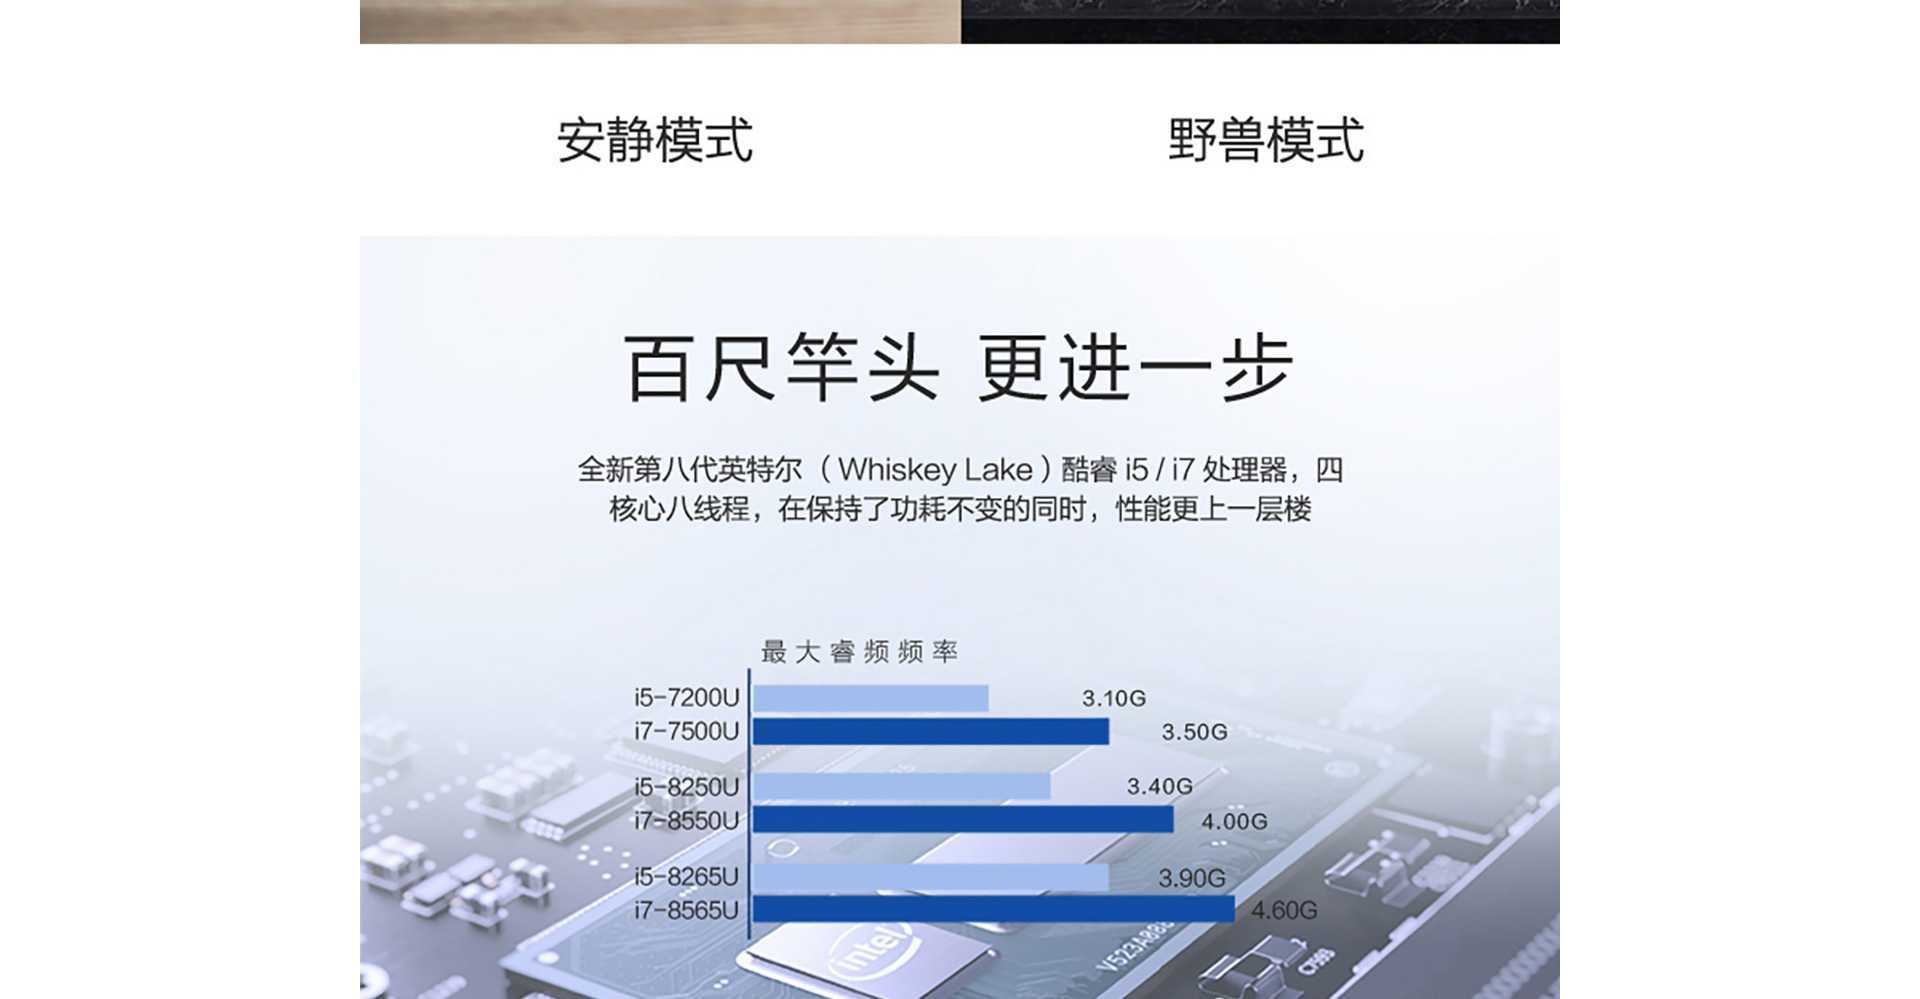 安静模式
野兽模式
百尺竿头 更进一步
全新第八代英特尔（Whiskey Lake）酷睿 i5 / i7 处理器，四
核心八线程，在保持了功耗不变的同时，性能更上一层楼
最大睿频频率
i5-7200U 3.10G
i7-7500U 3.50G
i5-8250U 3.40G
i7-8550U 4.00G
i5-8265U 3.90G
i7-8565U 4.60G
intel
C7593